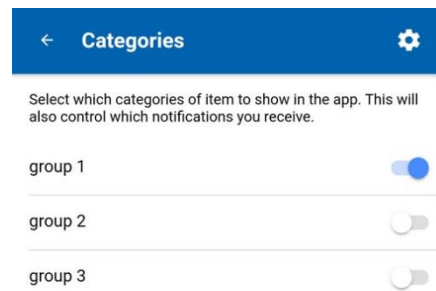 Categories
Select which categories of item to show in the app. This will
also control which notifications you receive.
group 1
group 2
group 3